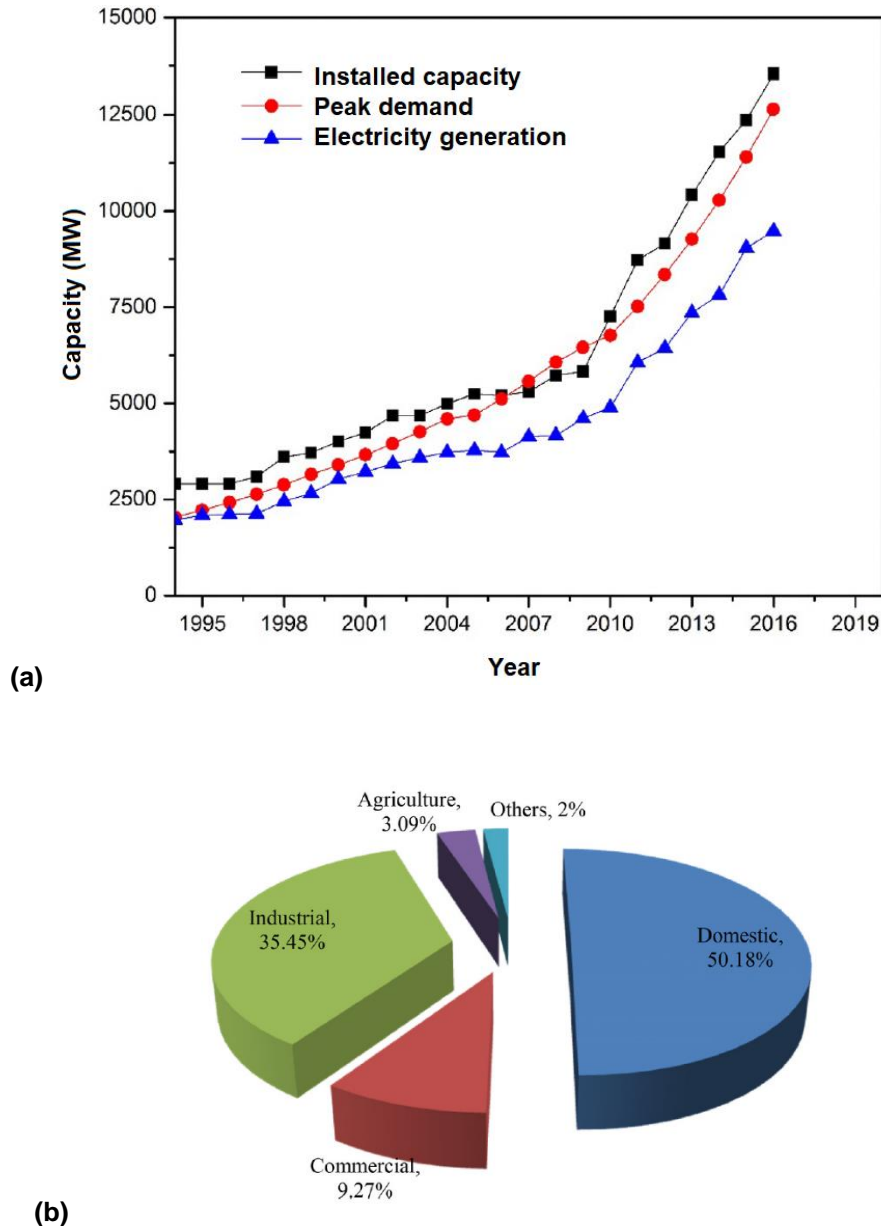 15000
12500
10000
7500
5000
2500
0
Capacity (MW)
Installed capacity
Peak demand
Electricity generation
1995 1998 2001 2004 2007 2010 2013 2016 2019
Year
(a)
Agriculture,
3.09%
Others, 2%
Industrial,
35.45%
Domestic,
50.18%
Commercial,
9.27%
(b)